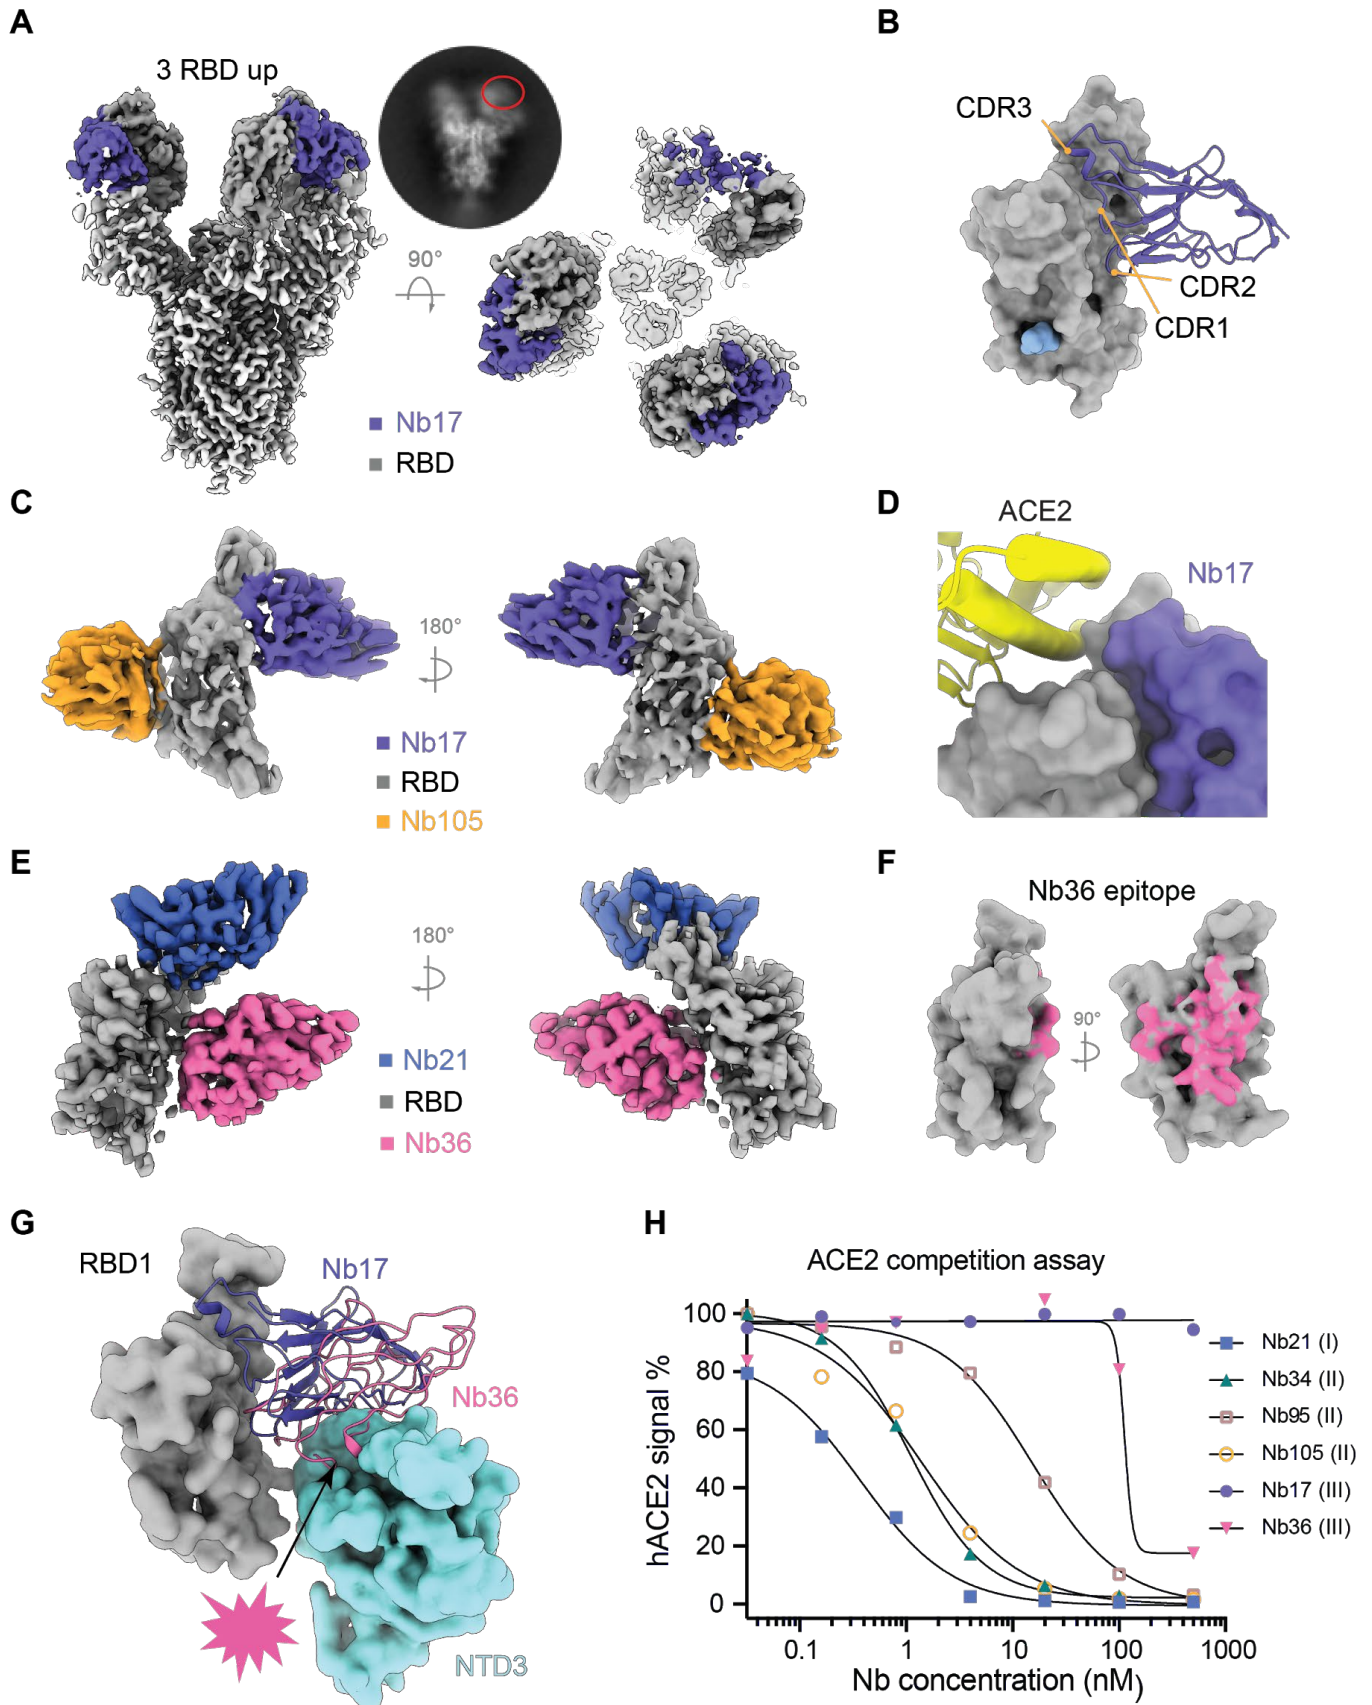 A
3 RBD up
90°
Nb17
RBD
B
CDR3
CDR2
CDR1
C
180°
Nb17
RBD
Nb105
D
ACE2
Nb17
E
180°
Nb21
RBD
Nb36
F
Nb36 epitope
90°
G
RBD1
Nb17
Nb36
NTD3
H
ACE2 competition assay
hACE2 signal %
100
80
60
40
20
0
0.1 1 10 100 1000
Nb concentration (nM)
Nb21 (I)
Nb34 (II)
Nb95 (II)
Nb105 (II)
Nb17 (III)
Nb36 (III)